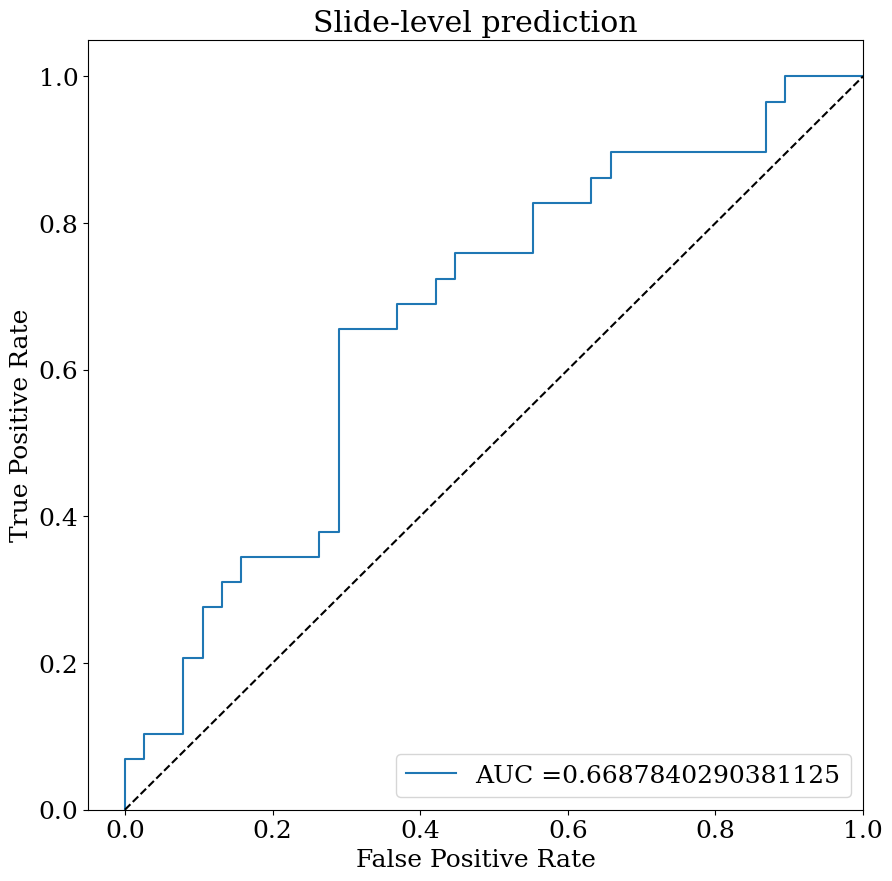 Slide-level prediction
True Positive Rate
1.0
0.8
0.6
0.4
0.2
0.0
AUC =0.6687840290381125
0.0 0.2 0.4 0.6 0.8 1.0
False Positive Rate